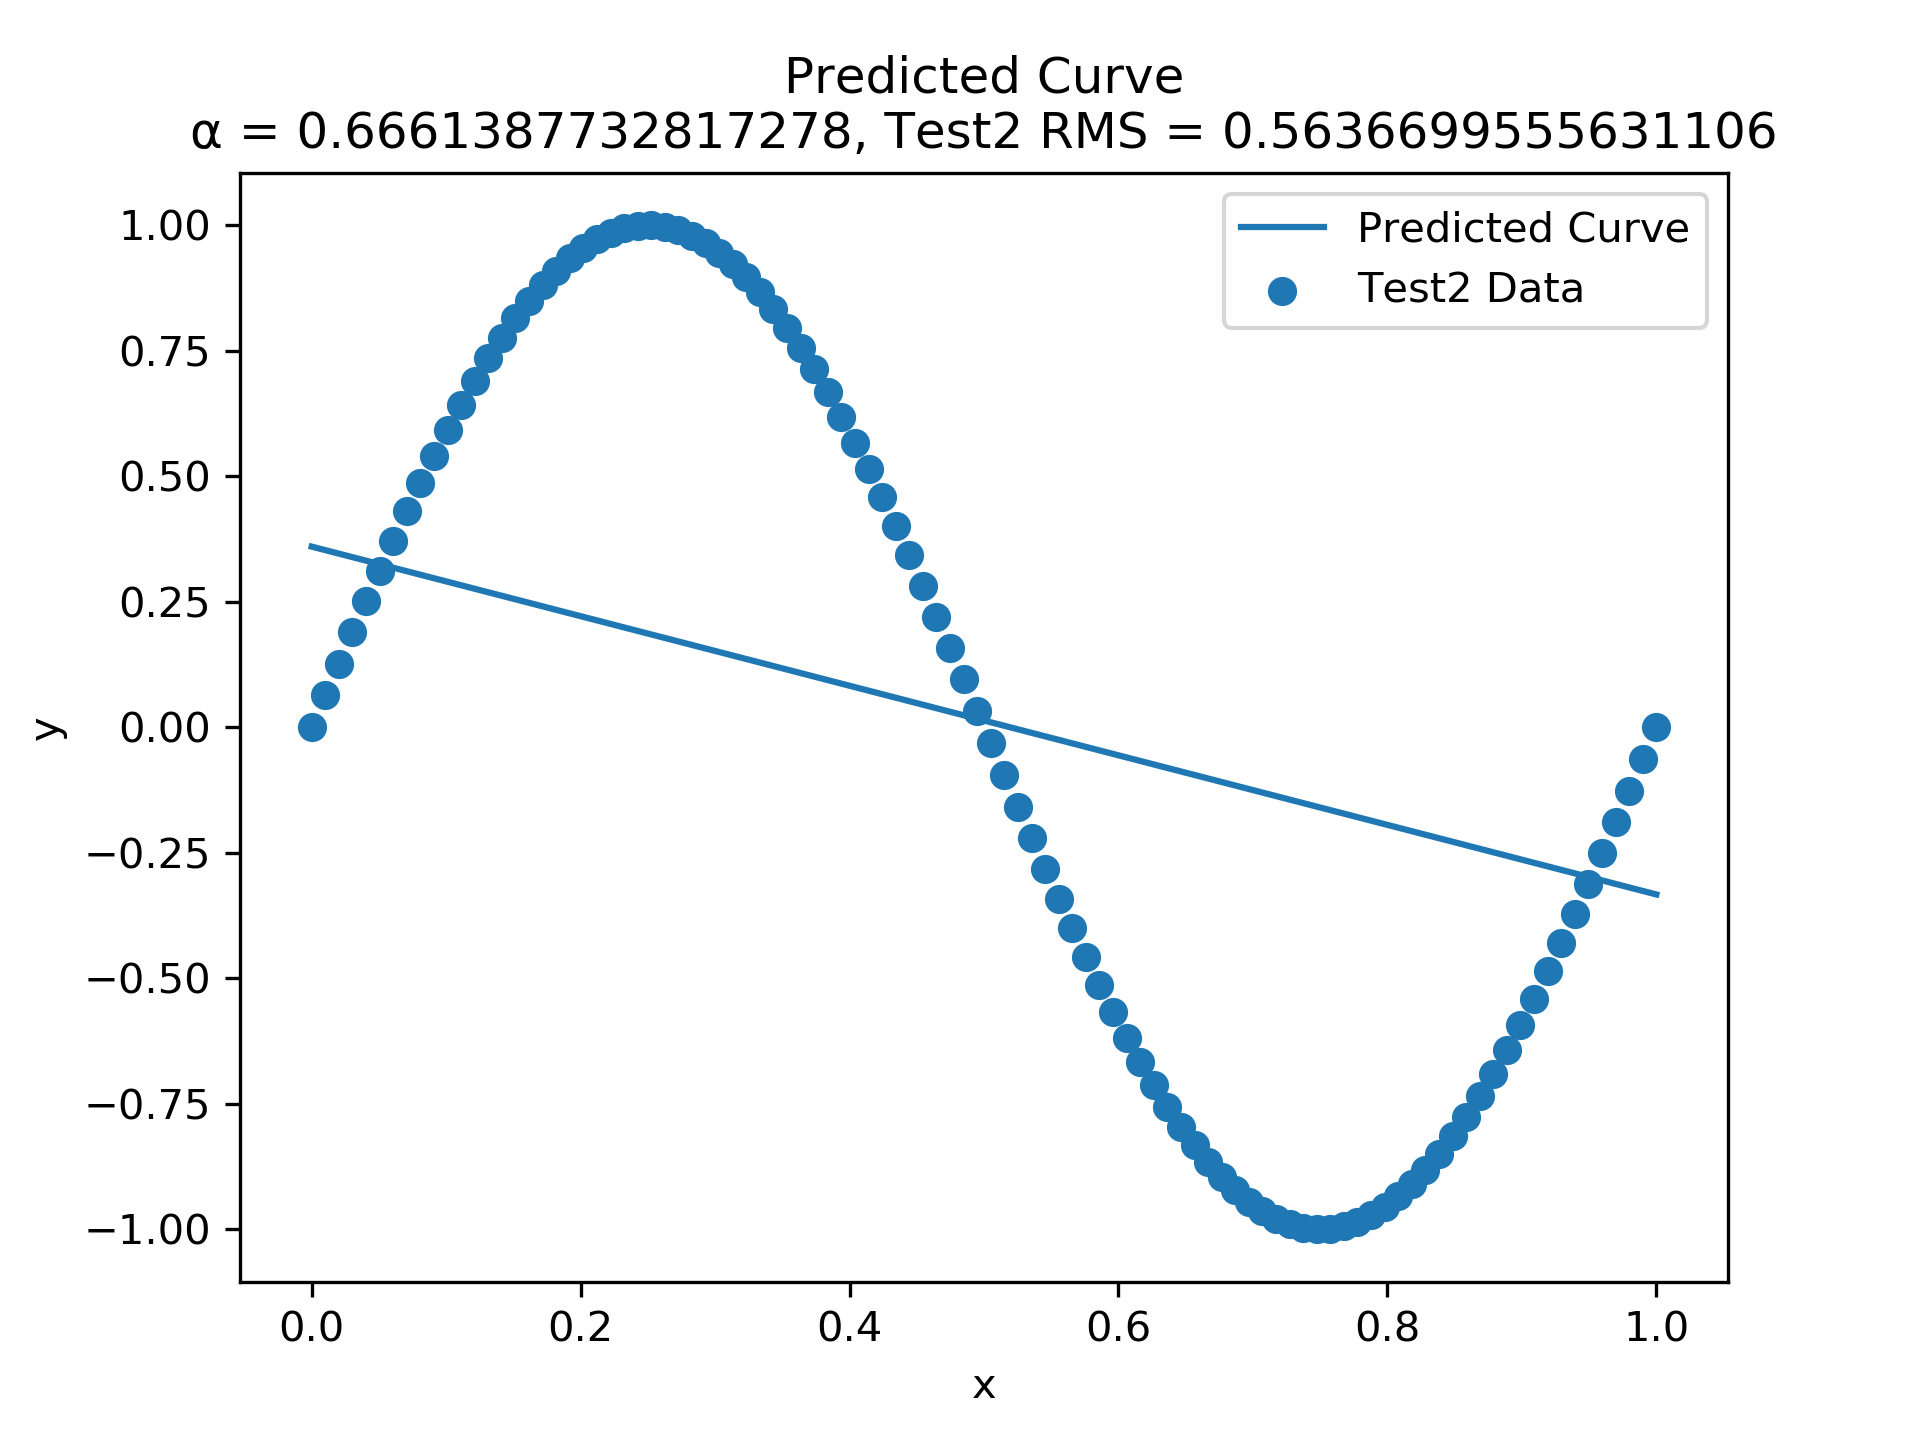 Predicted Curve
α = 0.6661387732817278, Test2 RMS = 0.5636699555631106
Predicted Curve
Test2 Data
1.00
0.75
0.50
0.25
0.00
−0.25
−0.50
−0.75
−1.00
y
0.0 0.2 0.4 0.6 0.8 1.0
x